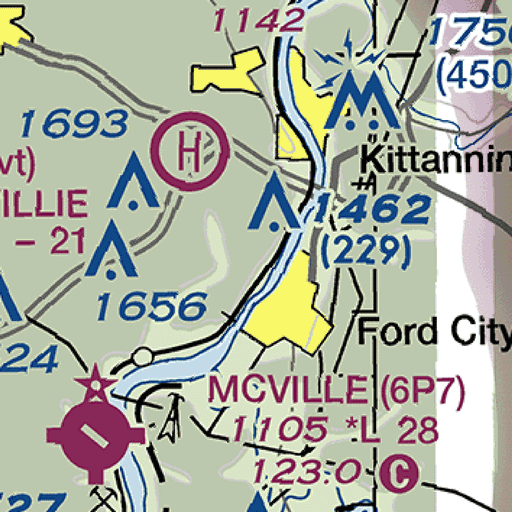 1142
175
(450
1693
H
Kittannin
vt)
ILLIE
- 21
1462
(229)
1656
Ford City
24
MCVILLE (6P7)
1105 *L 28
123.0 C